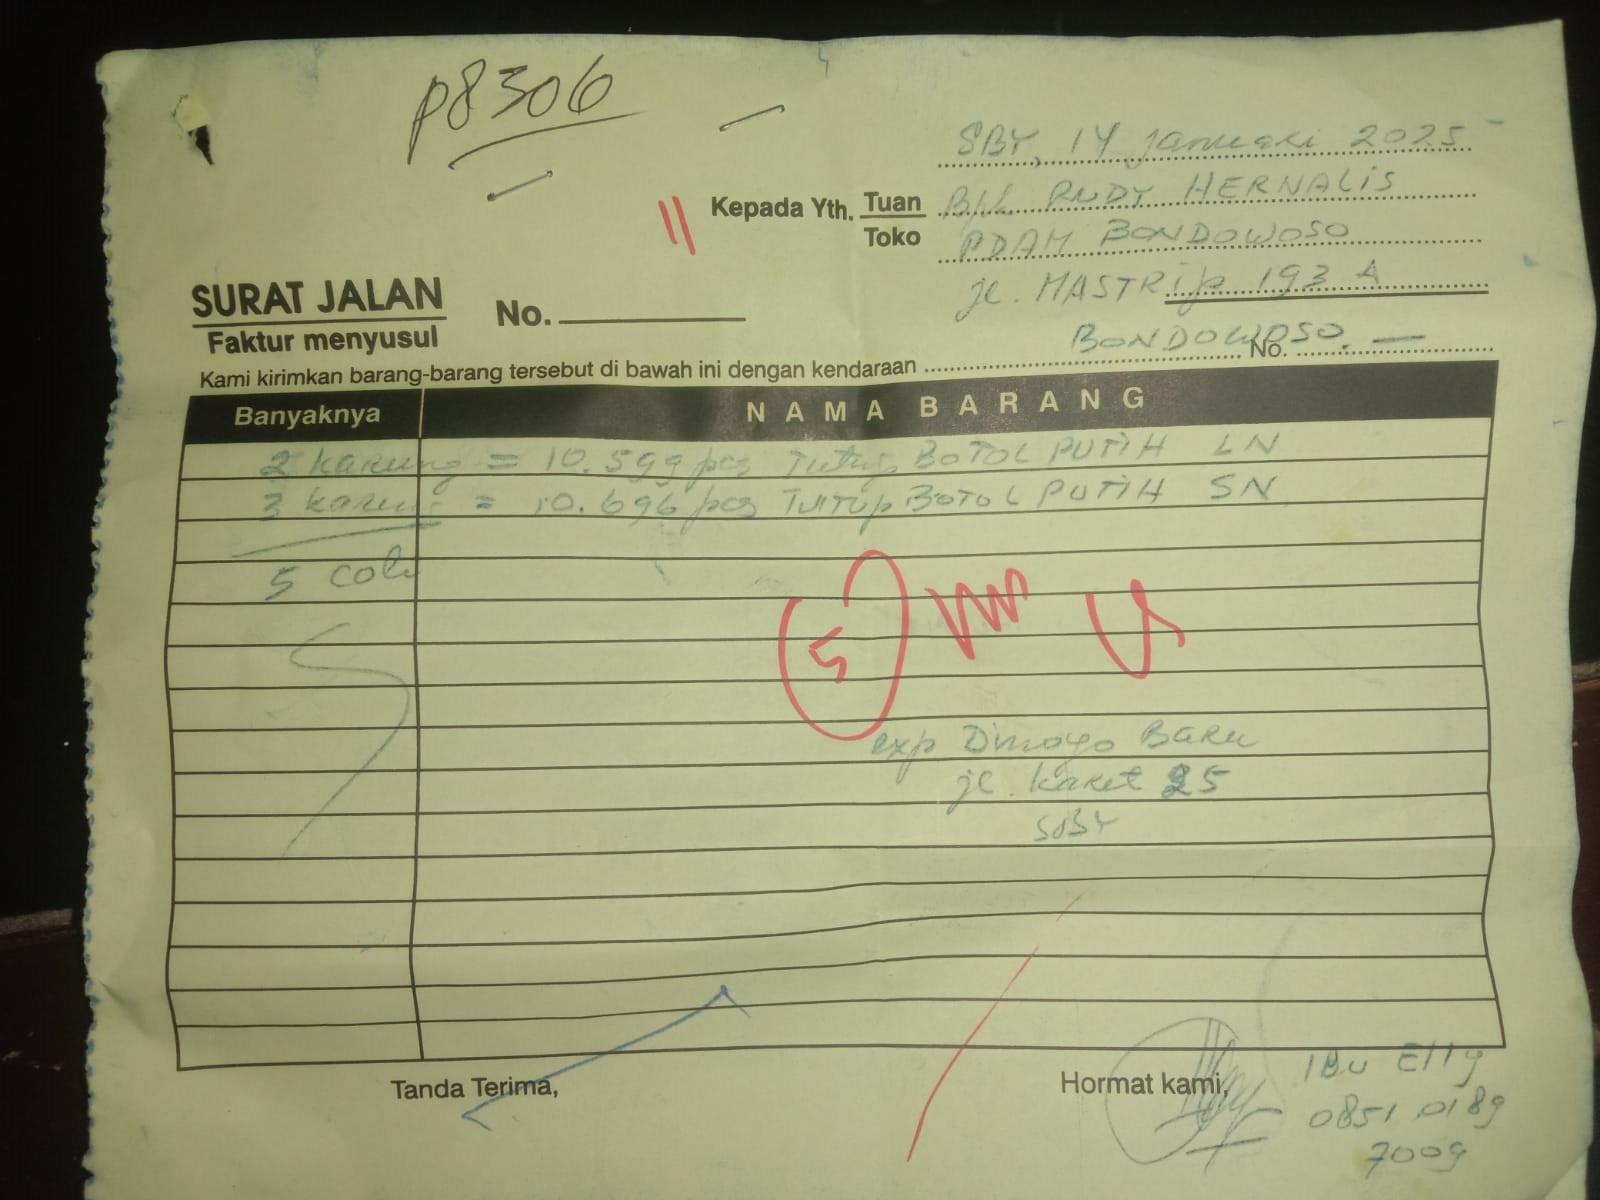 p8306
SBY, 14 Januari 2025
Kepada Yth. Tuan Toko
Bpk RUDY HERNALIS
PDAM BONDOWOSO
jl. MASTRip 193 A
BONDOWOSO.
SURAT JALAN No.
Faktur menyusul
Kami kirimkan barang-barang tersebut di bawah ini dengan kendaraan No.
Banyaknya NAMA BARANG
2 karung = 10.599 pcs Tutup BOTOL PUTIH LN
3 karung = 10.696 pcs TUTUP BOTOL PUTIH SN
5 coli
5
exp Dinoyo Baru
jl. Karet 25
SBY
Tanda Terima, Hormat kami,
IBu Elly
0851 0189
7009